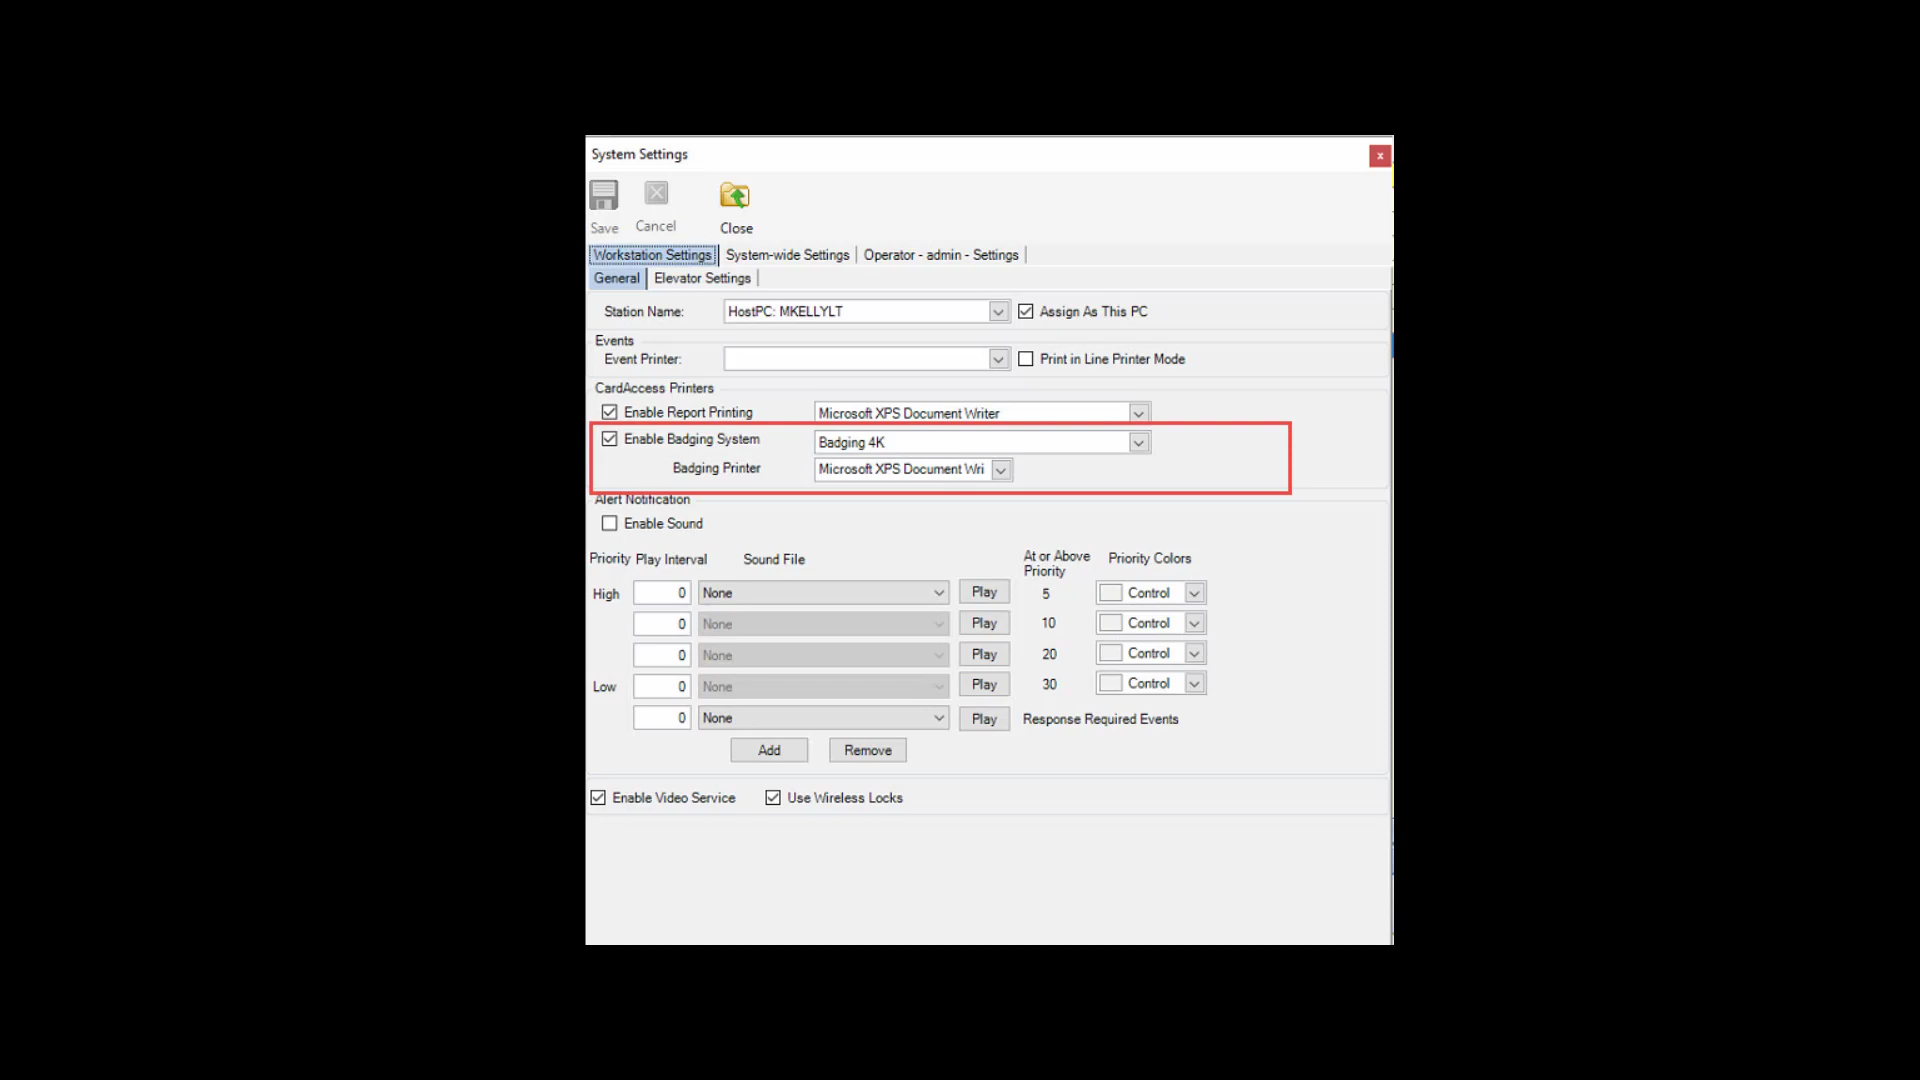 System Settings
x
Save Cancel Close
Workstation Settings System-wide Settings Operator - admin - Settings
General Elevator Settings
Station Name: HostPC: MKELLYLT Assign As This PC
Events
Event Printer: Print in Line Printer Mode
CardAccess Printers
Enable Report Printing Microsoft XPS Document Writer
Enable Badging System Badging 4K
Badging Printer Microsoft XPS Document Wri
Alert Notification
Enable Sound
Priority Play Interval Sound File At or Above Priority Priority Colors
High 0 None Play 5 Control
0 None Play 10 Control
0 None Play 20 Control
Low 0 None Play 30 Control
0 None Play Response Required Events
Add Remove
Enable Video Service Use Wireless Locks